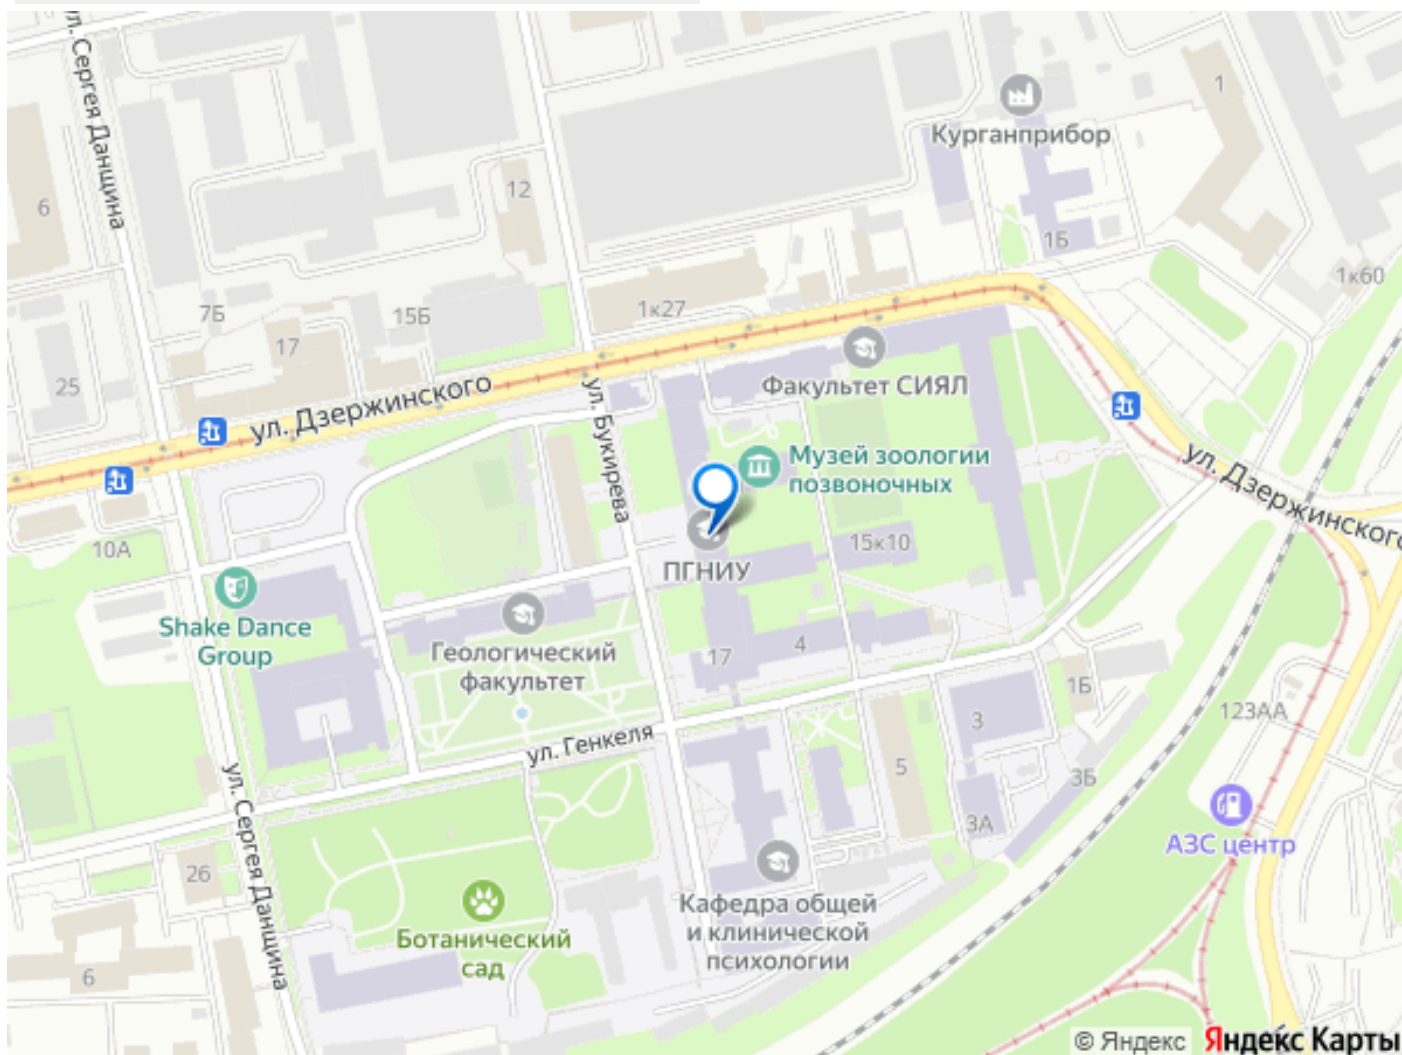 ул. Сергея Данщина
Курганприбор
1
6
12
1Б
1к60
7Б
15Б
1к27
17
25
ул. Дзержинского
Факультет СИЯЛ
ул. Букирева
Музей зоологии
позвоночных
ул. Дзержинского
10А
15к10
ПГНИУ
Shake Dance
Group
Геологический
факультет
17
4
1Б
123АА
3
ул. Генкеля
5
3Б
ул. Сергея Данщина
3А
АЗС центр
26
Кафедра общей
и клинической
психологии
Ботанический
сад
6
© Яндекс
Яндекс Карты